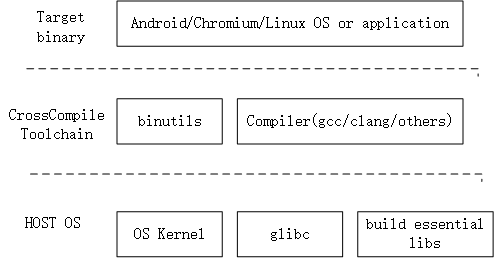 Target
binary
Android/Chromium/Linux OS or application
CrossCompile
Toolchain
binutils
Compiler(gcc/clang/others)
HOST OS
OS Kernel
glibc
build essential
libs